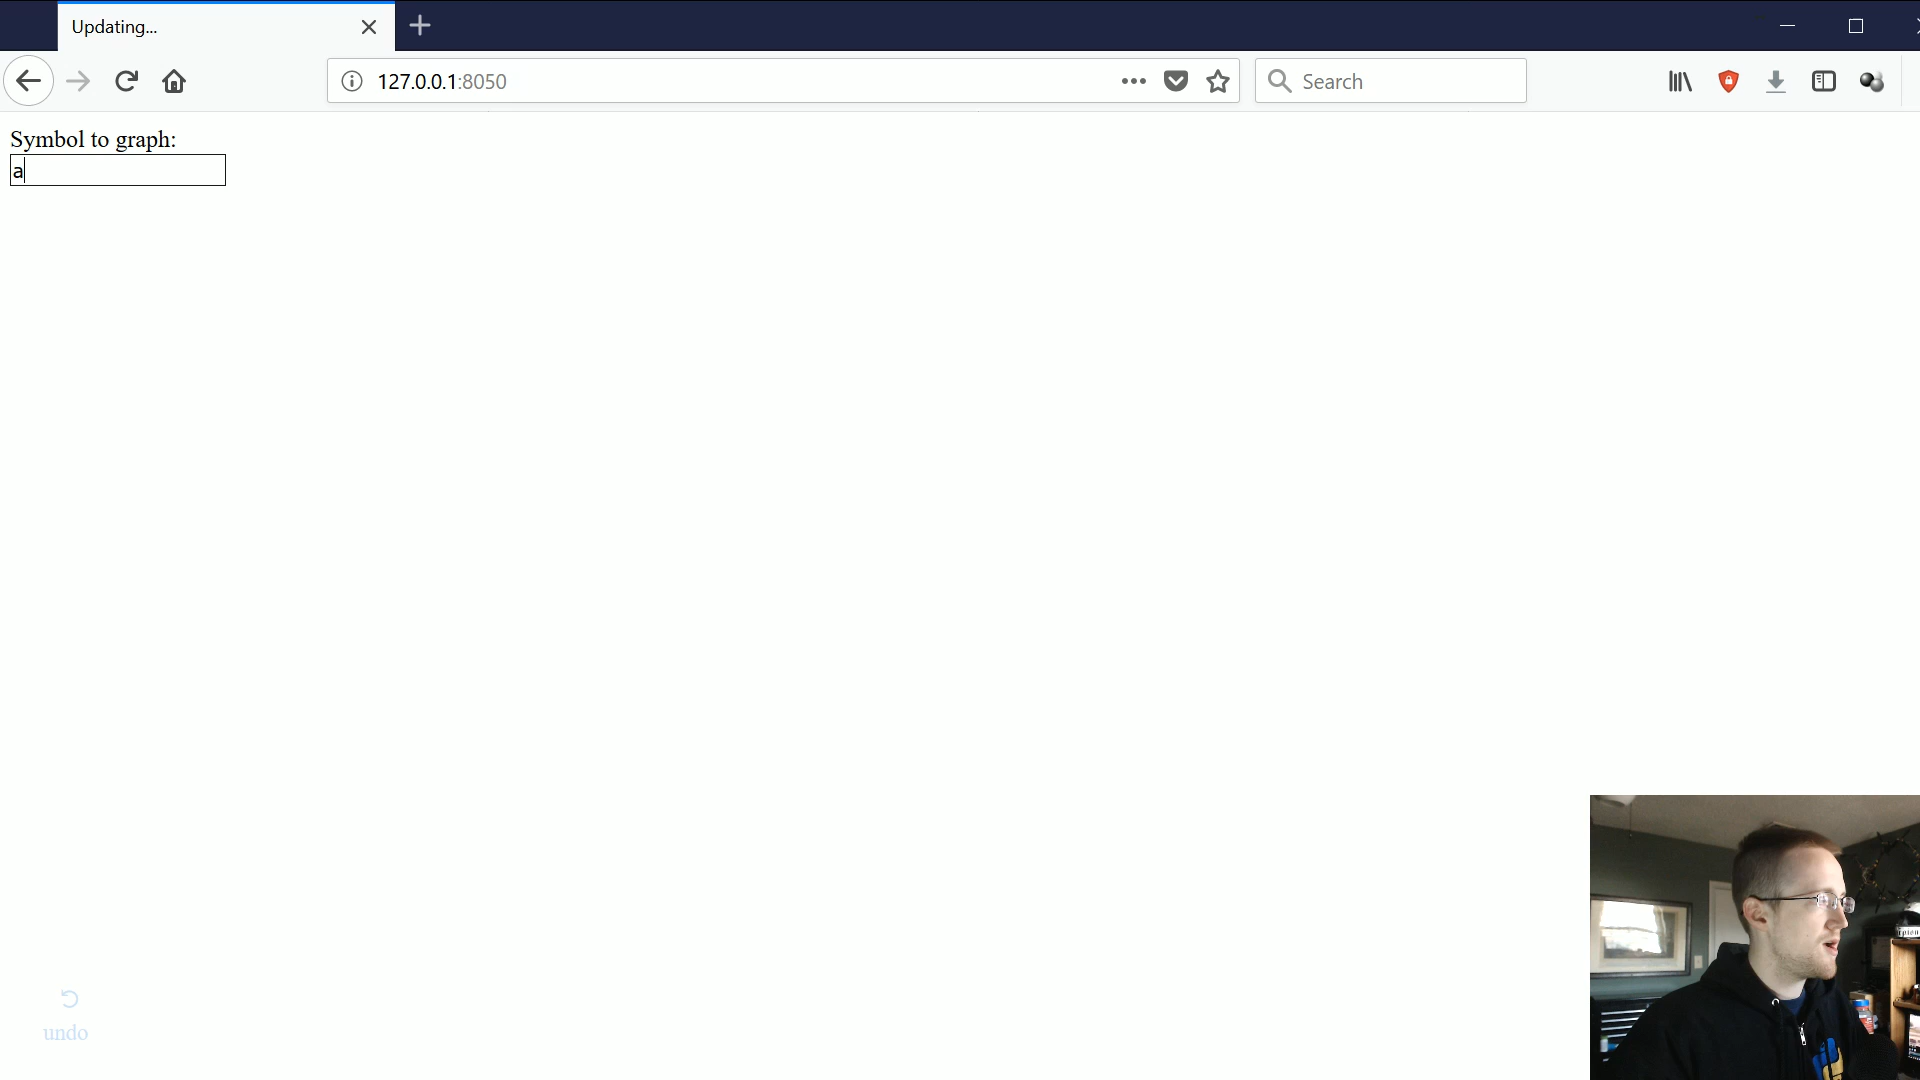 Updating...
127.0.0.1:8050
Search
Symbol to graph:
a
undo